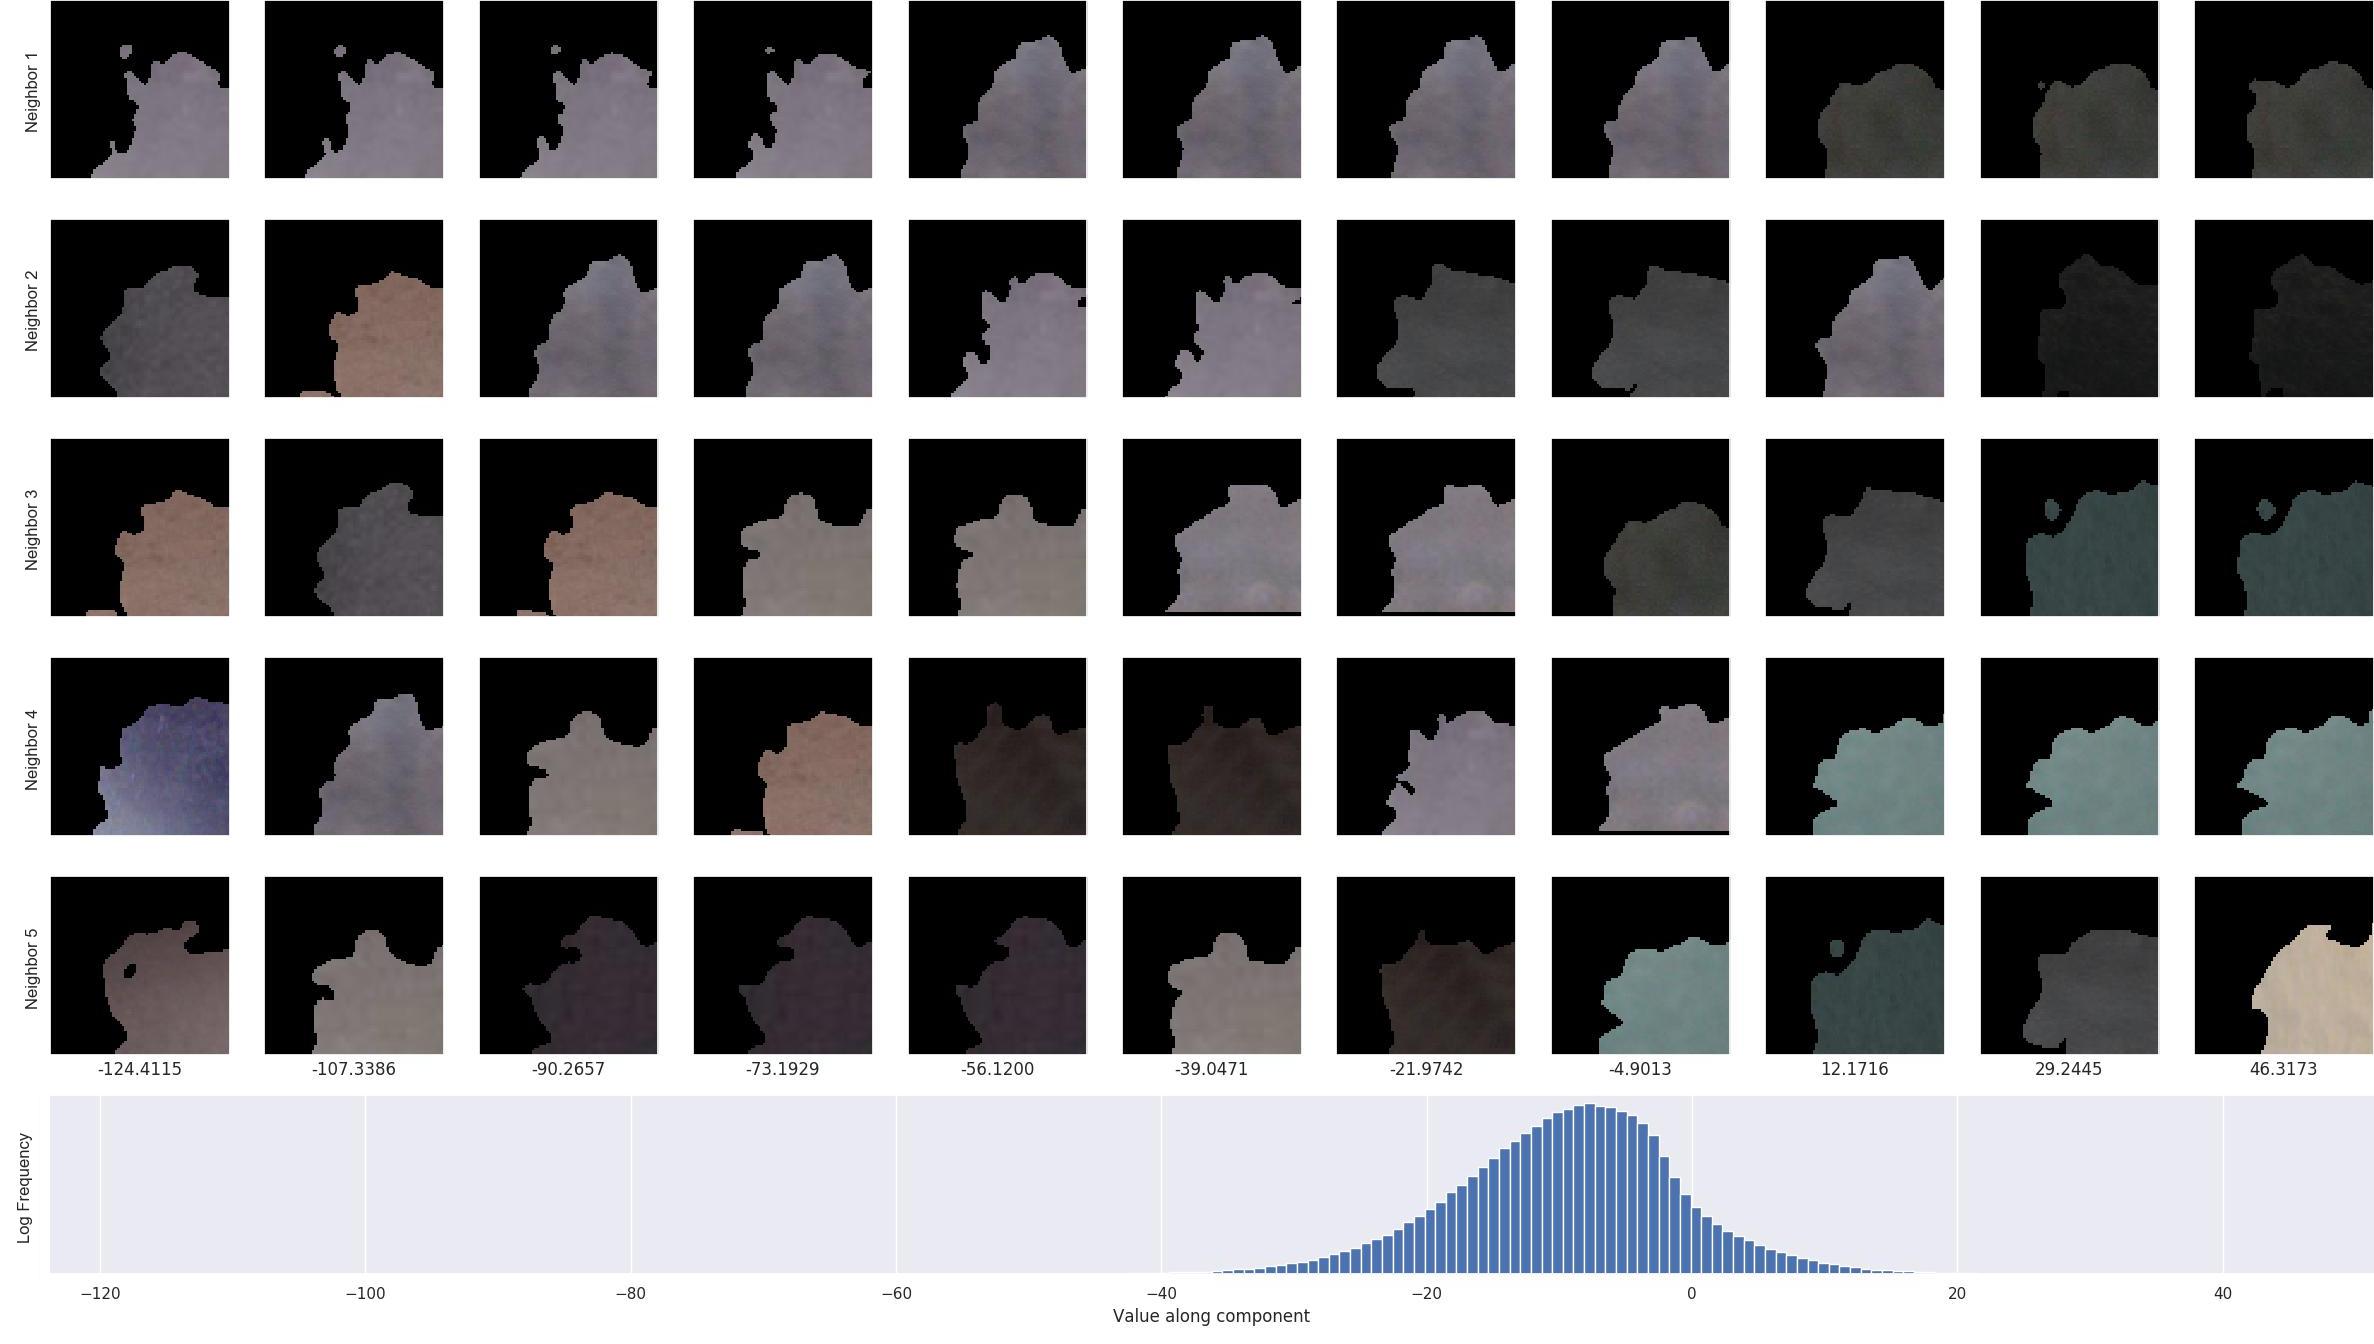 Neighbor 1
Neighbor 2
Neighbor 3
Neighbor 4
Neighbor 5
-124.4115 -107.3386 -90.2657 -73.1929 -56.1200 -39.0471 -21.9742 -4.9013 12.1716 29.2445 46.3173
Log Frequency
−120 −100 −80 −60 −40 −20 0 20 40
Value along component